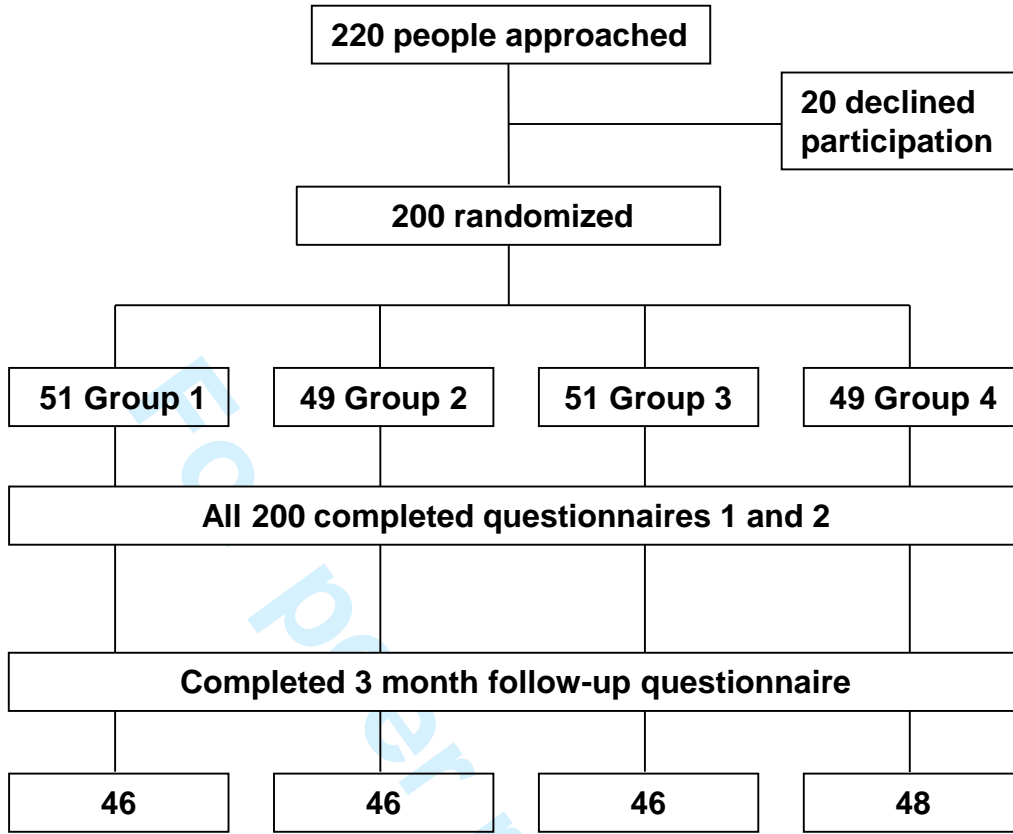 220 people approached
20 declined
participation
200 randomized
51 Group 1
49 Group 2
51 Group 3
49 Group 4
All 200 completed questionnaires 1 and 2
Completed 3 month follow-up questionnaire
46
46
46
48